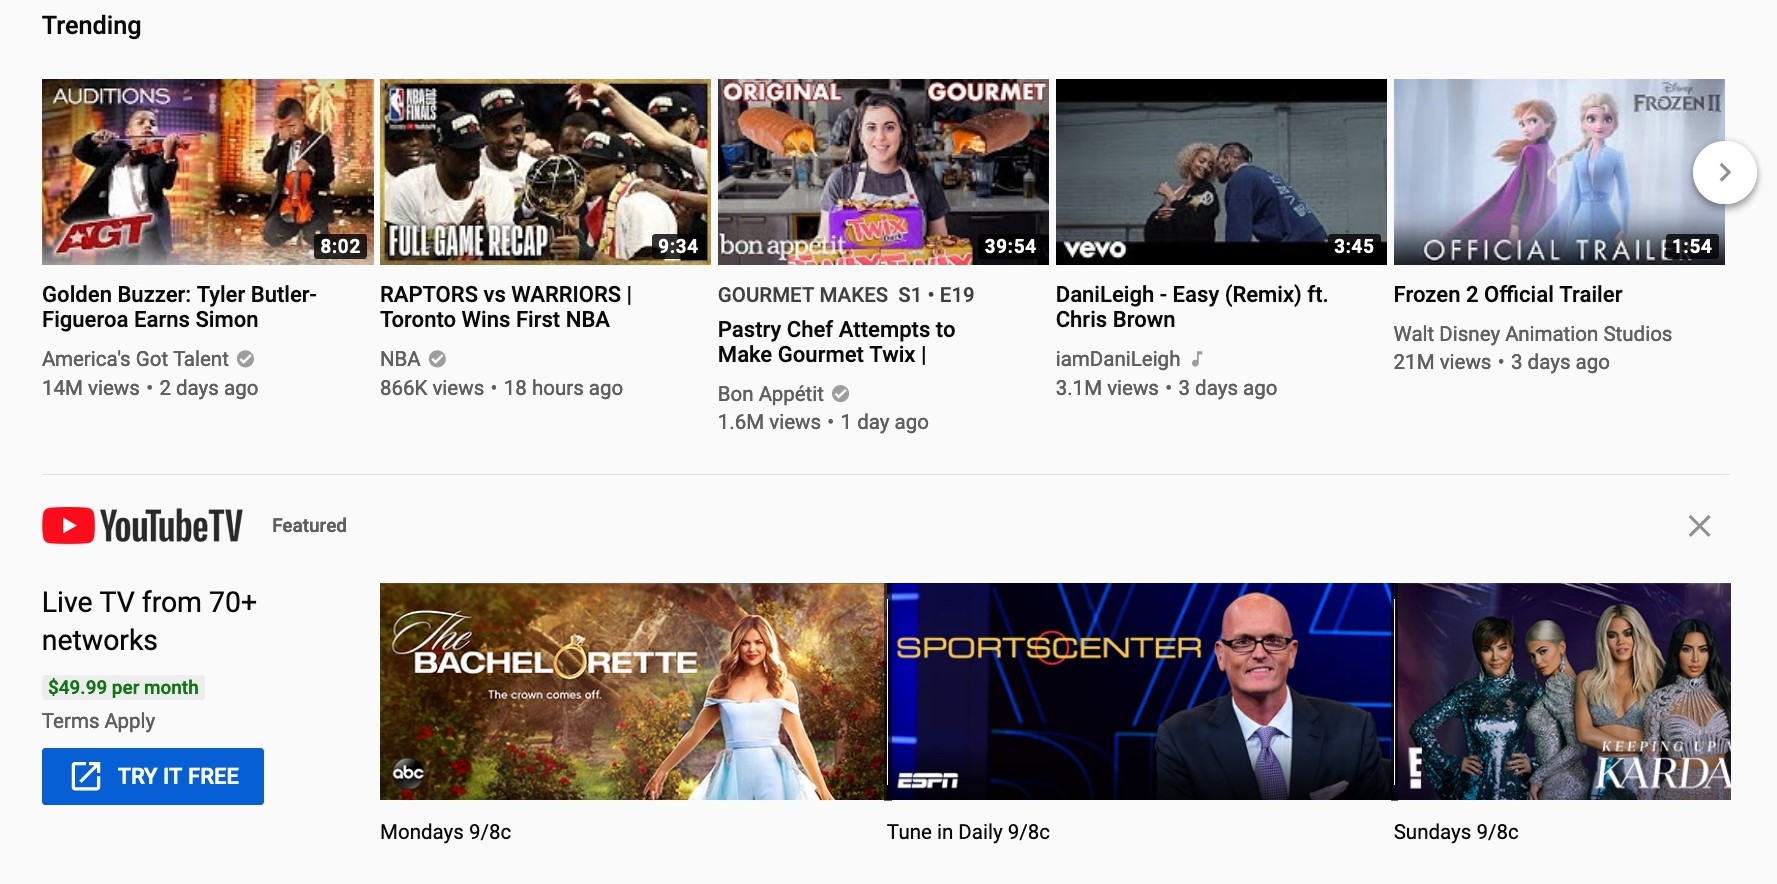 Trending
AUDITIONS
AGT
8:02
NBA
FINALS
FULL GAME RECAP
9:34
ORIGINAL GOURMET
TWIX
bon appétit
39:54
vevo
3:45
Disney
FROZEN II
OFFICIAL TRAILE
1:54
Golden Buzzer: Tyler Butler-
Figueroa Earns Simon
America's Got Talent
14M views • 2 days ago
RAPTORS vs WARRIORS |
Toronto Wins First NBA
NBA
866K views • 18 hours ago
GOURMET MAKES S1 • E19
Pastry Chef Attempts to
Make Gourmet Twix |
Bon Appétit
1.6M views • 1 day ago
DaniLeigh - Easy (Remix) ft.
Chris Brown
iamDaniLeigh
3.1M views • 3 days ago
Frozen 2 Official Trailer
Walt Disney Animation Studios
21M views • 3 days ago
YouTubeTV Featured
Live TV from 70+
networks
$49.99 per month
Terms Apply
TRY IT FREE
The
BACHELORETTE
The crown comes off.
abc
Mondays 9/8c
SPORTSCENTER
ESPN
Tune in Daily 9/8c
E!
KEEPING UP
KARDA
Sundays 9/8c